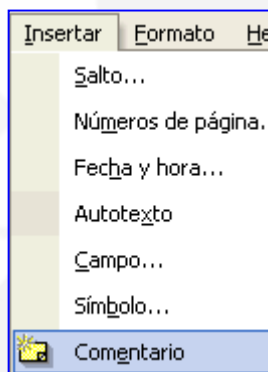 Insertar Formato
Salto...
Números de página.
Fecha y hora...
Autotexto
Campo...
Símbolo...
Comentario